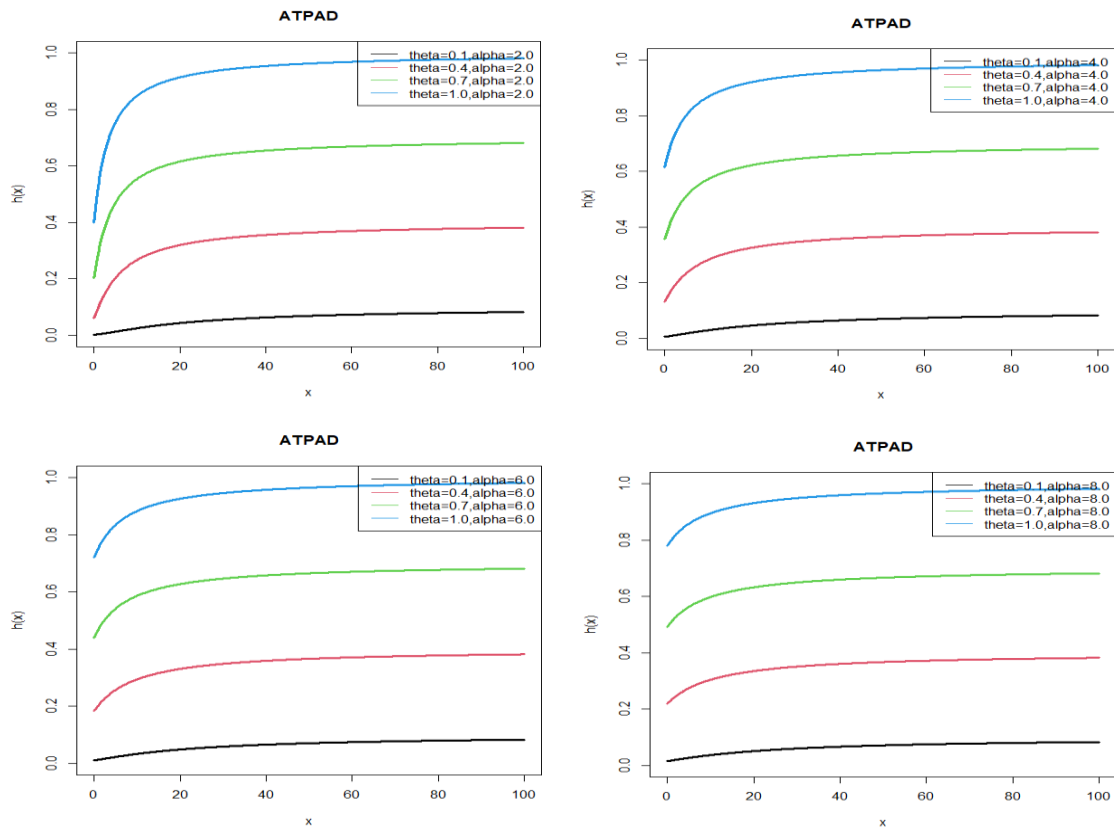 ATPAD
theta=0.1,alpha=2.0
theta=0.4,alpha=2.0
theta=0.7,alpha=2.0
theta=1.0,alpha=2.0
h(x)
0.0
0.2
0.4
0.6
0.8
1.0
0 20 40 60 80 100
x
ATPAD
theta=0.1,alpha=4.0
theta=0.4,alpha=4.0
theta=0.7,alpha=4.0
theta=1.0,alpha=4.0
h(x)
0.0
0.2
0.4
0.6
0.8
1.0
0 20 40 60 80 100
x
ATPAD
theta=0.1,alpha=6.0
theta=0.4,alpha=6.0
theta=0.7,alpha=6.0
theta=1.0,alpha=6.0
h(x)
0.0
0.2
0.4
0.6
0.8
1.0
0 20 40 60 80 100
x
ATPAD
theta=0.1,alpha=8.0
theta=0.4,alpha=8.0
theta=0.7,alpha=8.0
theta=1.0,alpha=8.0
h(x)
0.0
0.2
0.4
0.6
0.8
1.0
0 20 40 60 80 100
x